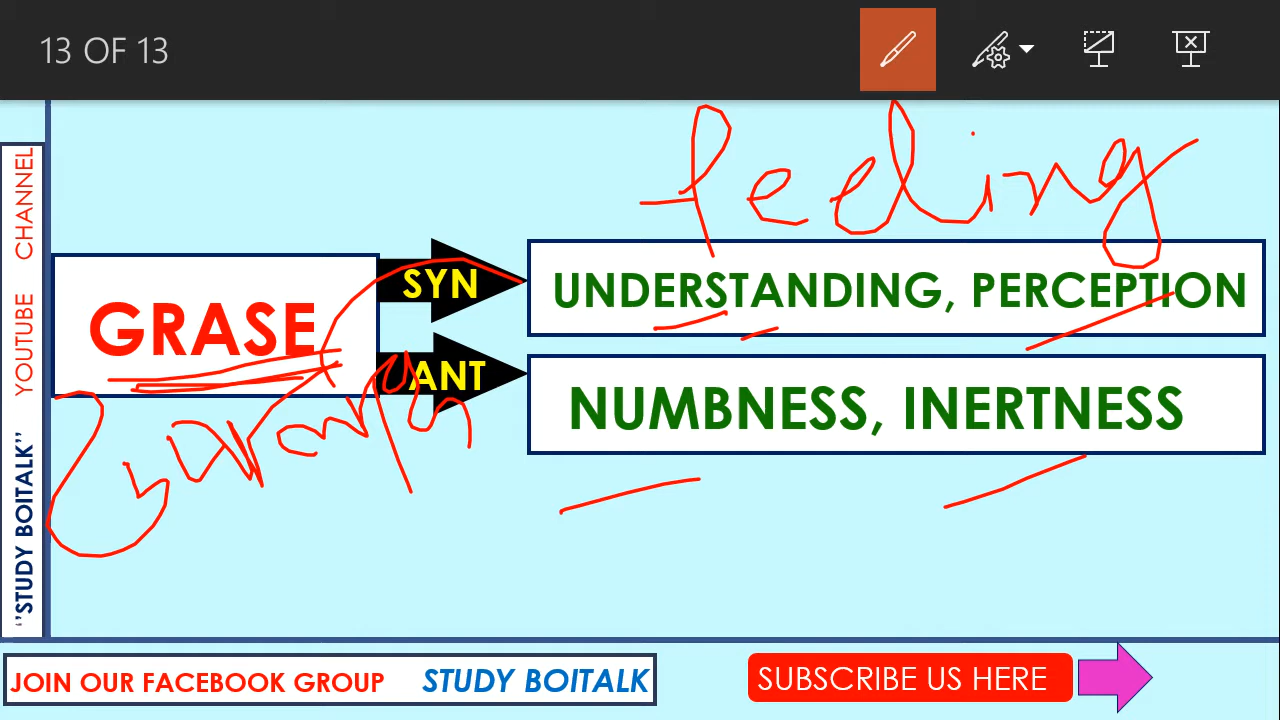 13 OF 13
feeling
GRASE
SYN
UNDERSTANDING, PERCEPTION
ANT
NUMBNESS, INERTNESS
"STUDY BOITALK" YOUTUBE CHANNEL
JOIN OUR FACEBOOK GROUP STUDY BOITALK
SUBSCRIBE US HERE